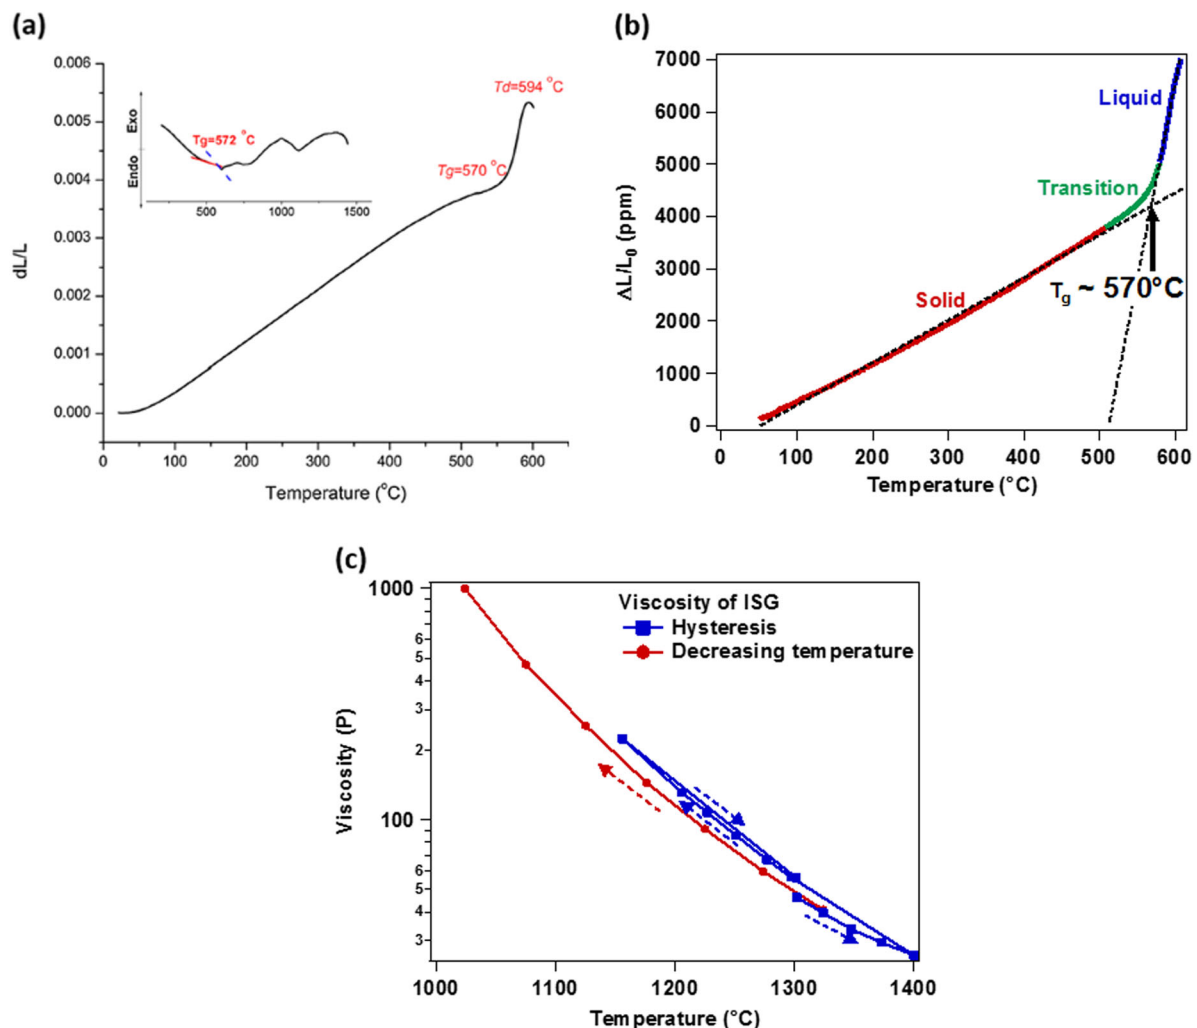 (a)
0.006
0.005
0.004
0.003
0.002
0.001
0.000
dL/L
Td=594 °C
Tg=570 °C
Exo
Endo
Tg=572 °C
500
1000
1500
0
100
200
300
400
500
600
Temperature (°C)
(b)
7000
6000
5000
4000
3000
2000
1000
0
ΔL/L₀ (ppm)
Liquid
Transition
Solid
Tg ~ 570°C
0
100
200
300
400
500
600
Temperature (°C)
(c)
1000
6
5
4
3
2
100
6
5
4
3
Viscosity (P)
Viscosity of ISG
Hysteresis
Decreasing temperature
1000
1100
1200
1300
1400
Temperature (°C)